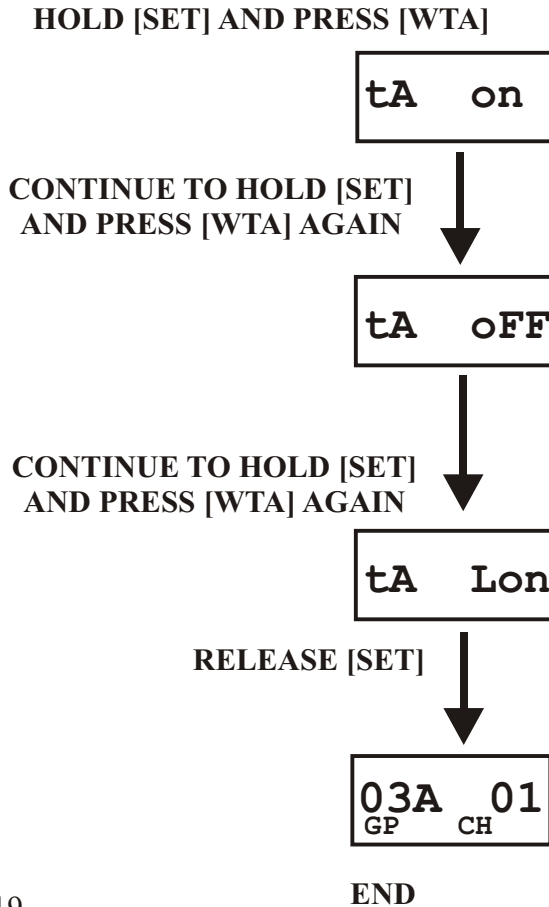 HOLD [SET] AND PRESS [WTA]
tA on
CONTINUE TO HOLD [SET]
AND PRESS [WTA] AGAIN
tA oFF
CONTINUE TO HOLD [SET]
AND PRESS [WTA] AGAIN
tA Lon
RELEASE [SET]
03A 01
GP CH
END
19